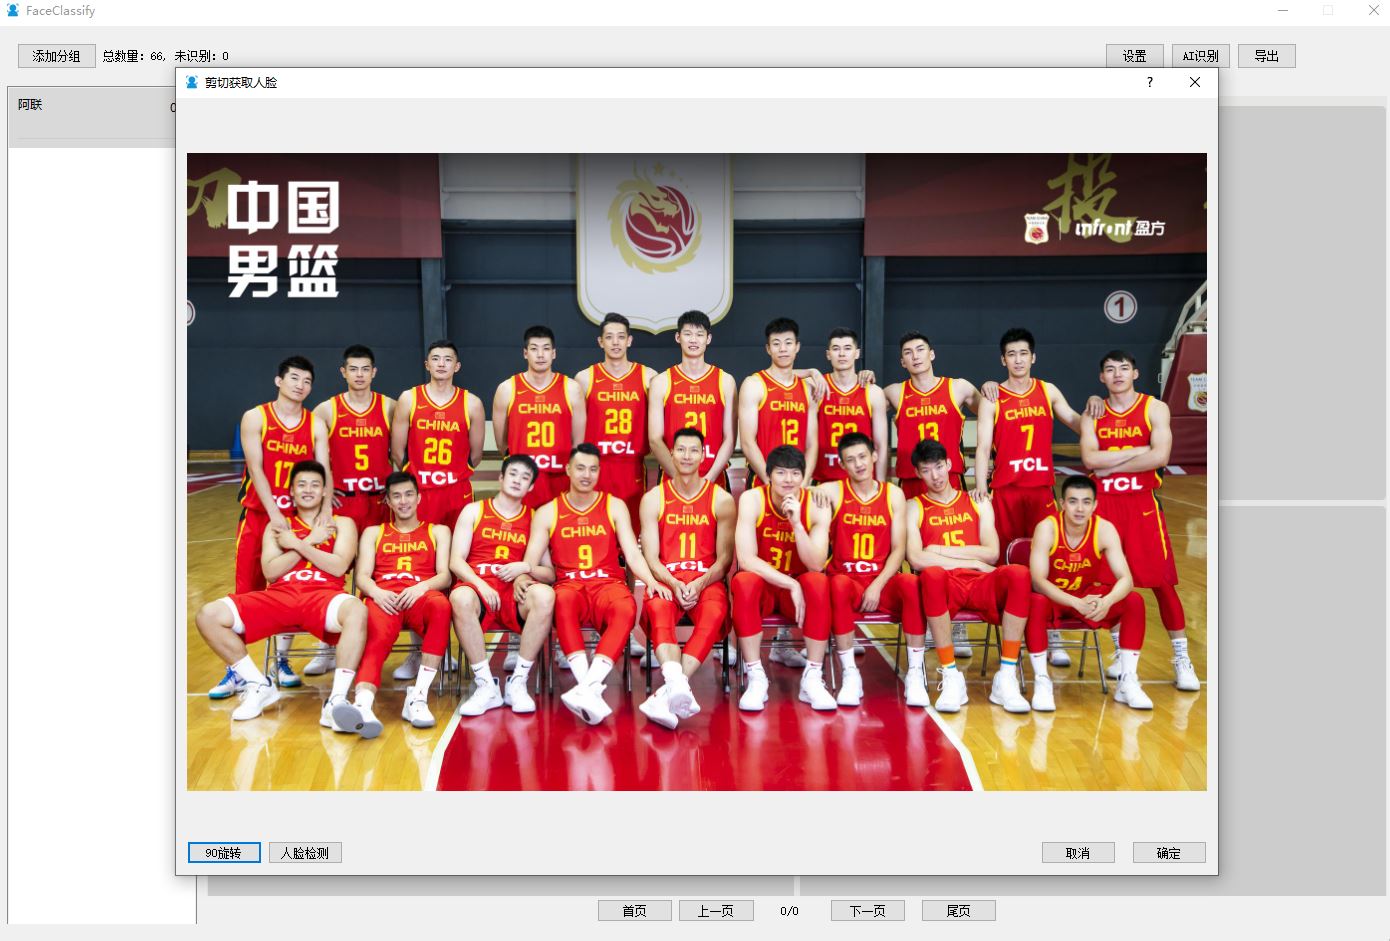 FaceClassify
添加分组 总数量：66, 未识别：0
设置 AI识别 导出
阿联
0
剪切获取人脸
?
刀
投
中国
男篮
TEAM CHINA
infront 盈方
1
CHINA
17
CHINA
5
TCL
CHINA
26
TCL
CHINA
20
TCL
CHINA
28
TCL
CHINA
21
TCL
CHINA
12
CHINA
TCL
CHINA
13
CHINA
7
TCL
CHINA
TCL
TCL
CHINA
6
TCL
CHINA
8
TCL
CHINA
9
TCL
CHINA
11
TCL
CHINA
31
CHINA
10
TCL
CHINA
15
CHINA
24
90旋转 人脸检测 取消 确定
首页 上一页 0/0 下一页 尾页